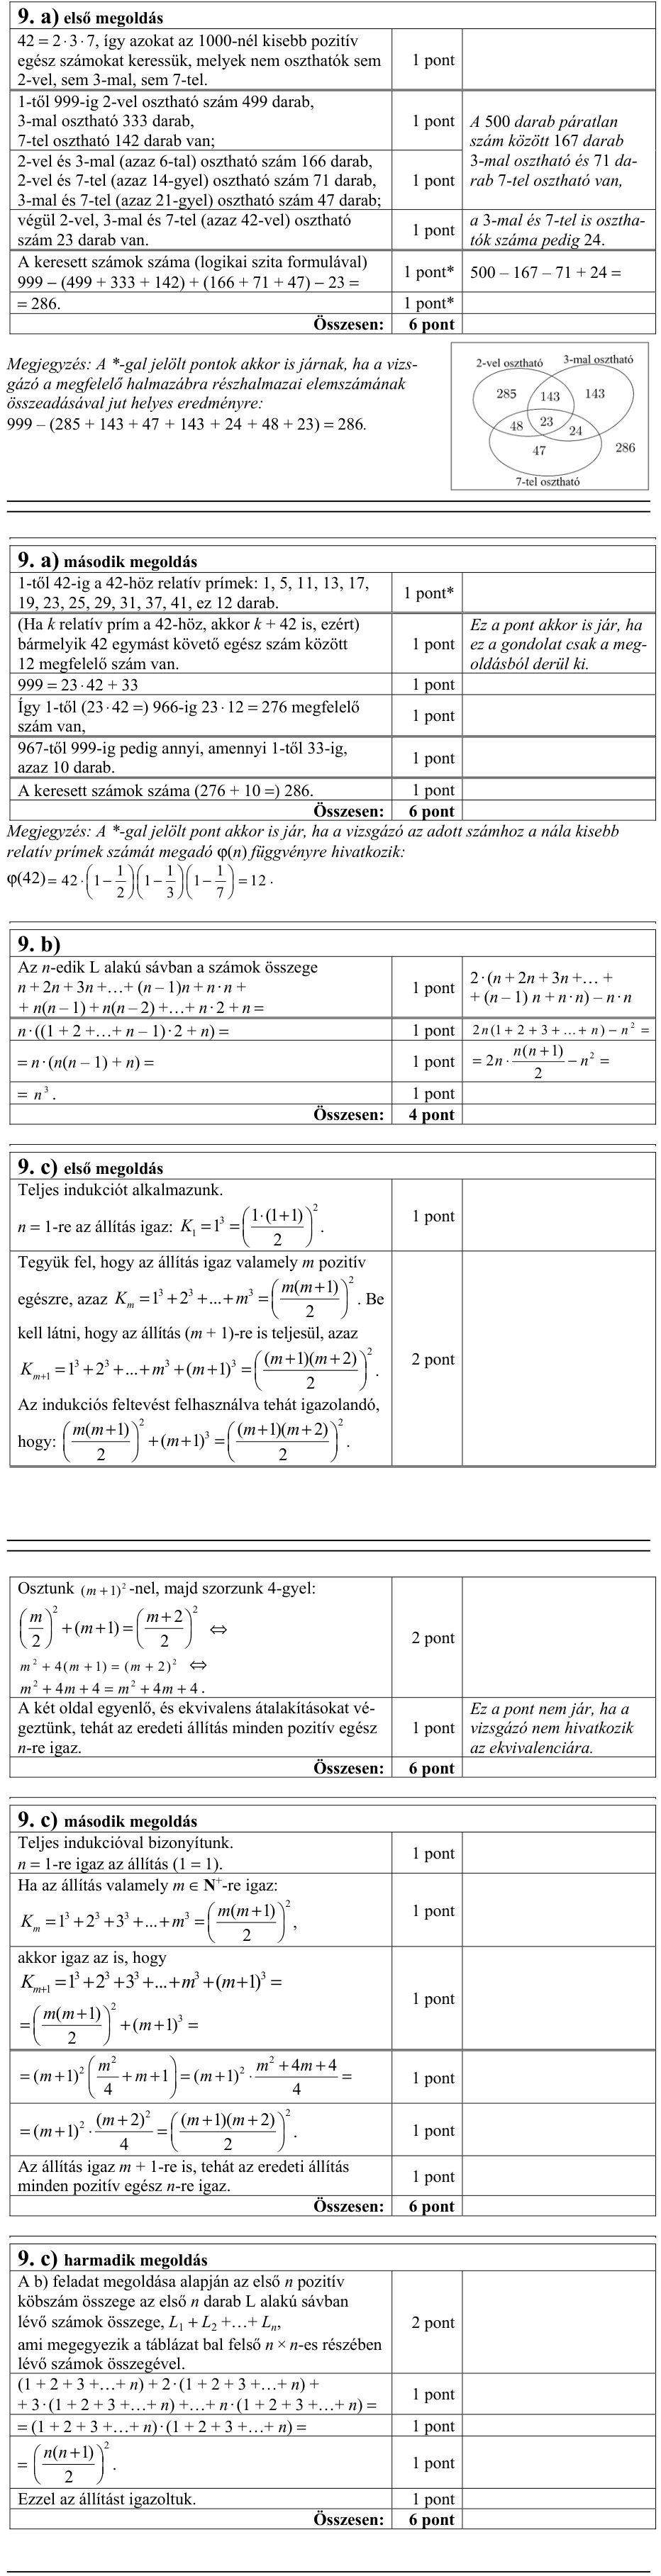 9. a) első megoldás
42 = 2·3·7, így azokat az 1000-nél kisebb pozitív
egész számokat keressük, melyek nem oszthatók sem
2-vel, sem 3-mal, sem 7-tel.
1 pont
1-től 999-ig 2-vel osztható szám 499 darab,
3-mal osztható 333 darab,
7-tel osztható 142 darab van;
1 pont
2-vel és 3-mal (azaz 6-tal) osztható szám 166 darab,
2-vel és 7-tel (azaz 14-gyel) osztható szám 71 darab,
3-mal és 7-tel (azaz 21-gyel) osztható szám 47 darab;
1 pont
A 500 darab páratlan
szám között 167 darab
3-mal osztható és 71 da-
rab 7-tel osztható van,
végül 2-vel, 3-mal és 7-tel (azaz 42-vel) osztható
szám 23 darab van.
1 pont
a 3-mal és 7-tel is osztha-
tók száma pedig 24.
A keresett számok száma (logikai szita formulával)
999 – (499 + 333 + 142) + (166 + 71 + 47) – 23 =
1 pont*
500 – 167 – 71 + 24 =
= 286.
1 pont*
Összesen: 6 pont
Megjegyzés: A *-gal jelölt pontok akkor is járnak, ha a vizs-
gázó a megfelelő halmazábra részhalmazai elemszámának
összeadásával jut helyes eredményre:
999 – (285 + 143 + 47 + 143 + 24 + 48 + 23) = 286.
2-vel osztható
3-mal osztható
285
143
143
48
23
24
47
286
7-tel osztható
9. a) második megoldás
1-től 42-ig a 42-höz relatív prímek: 1, 5, 11, 13, 17,
19, 23, 25, 29, 31, 37, 41, ez 12 darab.
1 pont*
(Ha k relatív prím a 42-höz, akkor k + 42 is, ezért)
bármelyik 42 egymást követő egész szám között
12 megfelelő szám van.
1 pont
Ez a pont akkor is jár, ha
ez a gondolat csak a meg-
oldásból derül ki.
999 = 23·42 + 33
1 pont
Így 1-től (23·42 =) 966-ig 23·12 = 276 megfelelő
szám van,
1 pont
967-től 999-ig pedig annyi, amennyi 1-től 33-ig,
azaz 10 darab.
1 pont
A keresett számok száma (276 + 10 =) 286.
1 pont
Összesen: 6 pont
Megjegyzés: A *-gal jelölt pont akkor is jár, ha a vizsgázó az adott számhoz a nála kisebb
relatív prímek számát megadó φ(n) függvényre hivatkozik:
φ(42) = 42·(1 – 1/2)(1 – 1/3)(1 – 1/7) = 12 .
9. b)
Az n-edik L alakú sávban a számok összege
n + 2n + 3n +…+ (n – 1)n + n·n +
+ n(n – 1) + n(n – 2) +…+ n·2 + n =
1 pont
2·(n + 2n + 3n +… +
+ (n – 1) n + n·n) – n·n
n·((1 + 2 +…+ n – 1)·2 + n) =
1 pont
2n(1 + 2 + 3 + … + n) – n² =
= n·(n(n – 1) + n) =
1 pont
= 2n·n(n + 1)/2 – n² =
= n³ .
1 pont
Összesen: 4 pont
9. c) első megoldás
Teljes indukciót alkalmazunk.
n = 1-re az állítás igaz: K₁ = 1³ = (1·(1+1)/2)².
1 pont
Tegyük fel, hogy az állítás igaz valamely m pozitív
egészre, azaz Kₘ = 1³ + 2³ + ... + m³ = (m(m+1)/2)². Be
kell látni, hogy az állítás (m + 1)-re is teljesül, azaz
Kₘ₊₁ = 1³ + 2³ + ... + m³ + (m+1)³ = ((m+1)(m+2)/2)².
Az indukciós feltevést felhasználva tehát igazolandó,
hogy: (m(m+1)/2)² + (m+1)³ = ((m+1)(m+2)/2)².
2 pont
Osztunk (m+1)² -nel, majd szorzunk 4-gyel:
(m/2)² + (m+1) = ((m+2)/2)² ⇔
m² + 4(m+1) = (m+2)² ⇔
m² + 4m + 4 = m² + 4m + 4 .
2 pont
A két oldal egyenlő, és ekvivalens átalakításokat vé-
geztünk, tehát az eredeti állítás minden pozitív egész
n-re igaz.
1 pont
Ez a pont nem jár, ha a
vizsgázó nem hivatkozik
az ekvivalenciára.
Összesen: 6 pont
9. c) második megoldás
Teljes indukcióval bizonyítunk.
n = 1-re igaz az állítás (1 = 1).
1 pont
Ha az állítás valamely m ∈ N⁺-re igaz:
Kₘ = 1³ + 2³ + 3³ + ... + m³ = (m(m+1)/2)²,
1 pont
akkor igaz az is, hogy
Kₘ₊₁ = 1³ + 2³ + 3³ + ... + m³ + (m+1)³ =
= (m(m+1)/2)² + (m+1)³ =
1 pont
= (m+1)² (m²/4 + m + 1) = (m+1)² · (m² + 4m + 4)/4 =
1 pont
= (m+1)² · (m+2)²/4 = ((m+1)(m+2)/2)².
1 pont
Az állítás igaz m + 1-re is, tehát az eredeti állítás
minden pozitív egész n-re igaz.
1 pont
Összesen: 6 pont
9. c) harmadik megoldás
A b) feladat megoldása alapján az első n pozitív
köbszám összege az első n darab L alakú sávban
lévő számok összege, L₁ + L₂ +…+ Lₙ,
ami megegyezik a táblázat bal felső n × n-es részében
lévő számok összegével.
2 pont
(1 + 2 + 3 +…+ n) + 2·(1 + 2 + 3 +…+ n) +
+ 3·(1 + 2 + 3 +…+ n) +…+ n·(1 + 2 + 3 +…+ n) =
1 pont
= (1 + 2 + 3 +…+ n)·(1 + 2 + 3 +…+ n) =
1 pont
= (n(n+1)/2)².
1 pont
Ezzel az állítást igazoltuk.
1 pont
Összesen: 6 pont